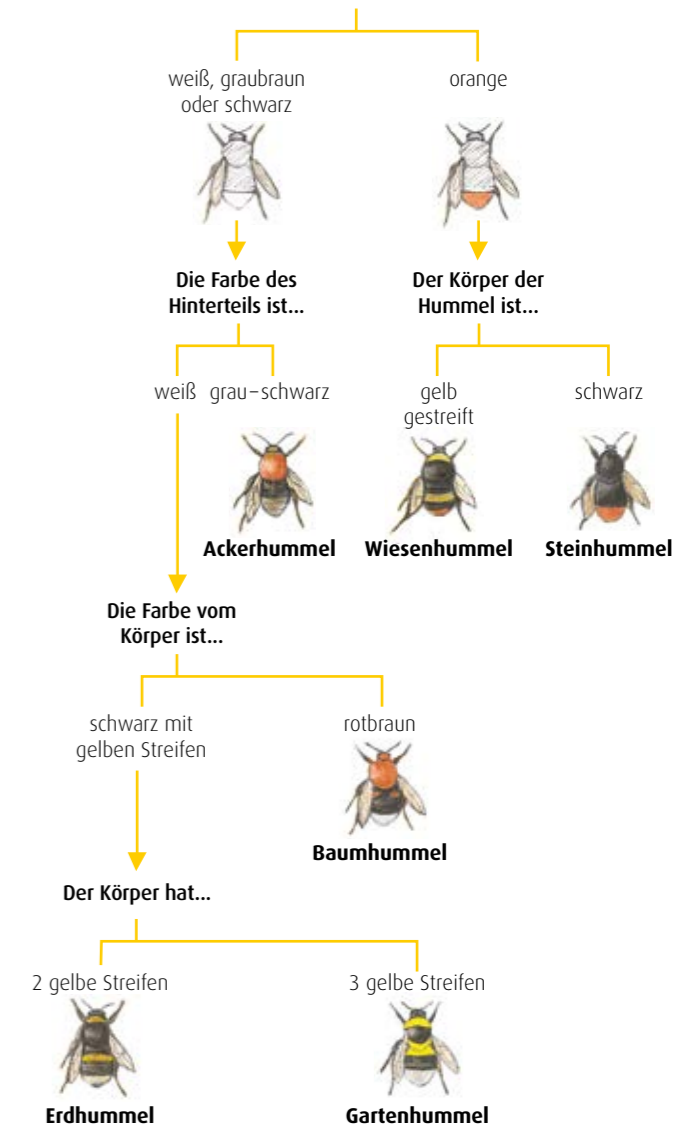 weiß, graubraun
oder schwarz
orange
Die Farbe des
Hinterteils ist...
Der Körper der
Hummel ist...
weiß
grau–schwarz
gelb
gestreift
schwarz
Ackerhummel
Wiesenhummel
Steinhummel
Die Farbe vom
Körper ist...
schwarz mit
gelben Streifen
rotbraun
Baumhummel
Der Körper hat...
2 gelbe Streifen
3 gelbe Streifen
Erdhummel
Gartenhummel